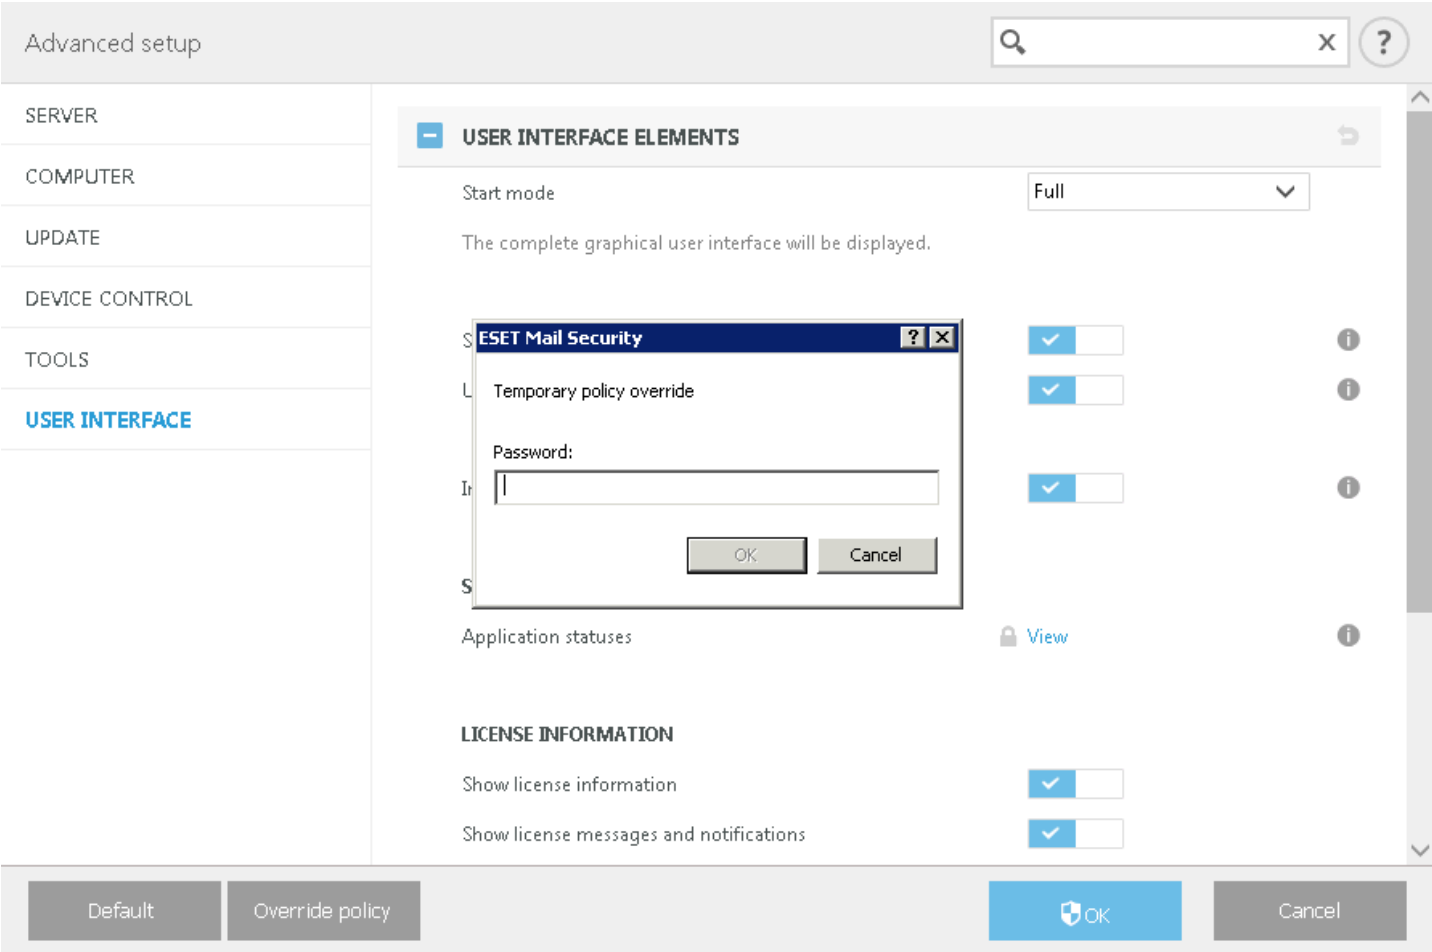 Advanced setup
X
?
SERVER
COMPUTER
UPDATE
DEVICE CONTROL
TOOLS
USER INTERFACE
USER INTERFACE ELEMENTS
Start mode
Full
The complete graphical user interface will be displayed.
S
i
U
i
ESET Mail Security
?
Temporary policy override
Password:
i
OK
Cancel
S
Application statuses
View
i
LICENSE INFORMATION
Show license information
Show license messages and notifications
Default
Override policy
OK
Cancel